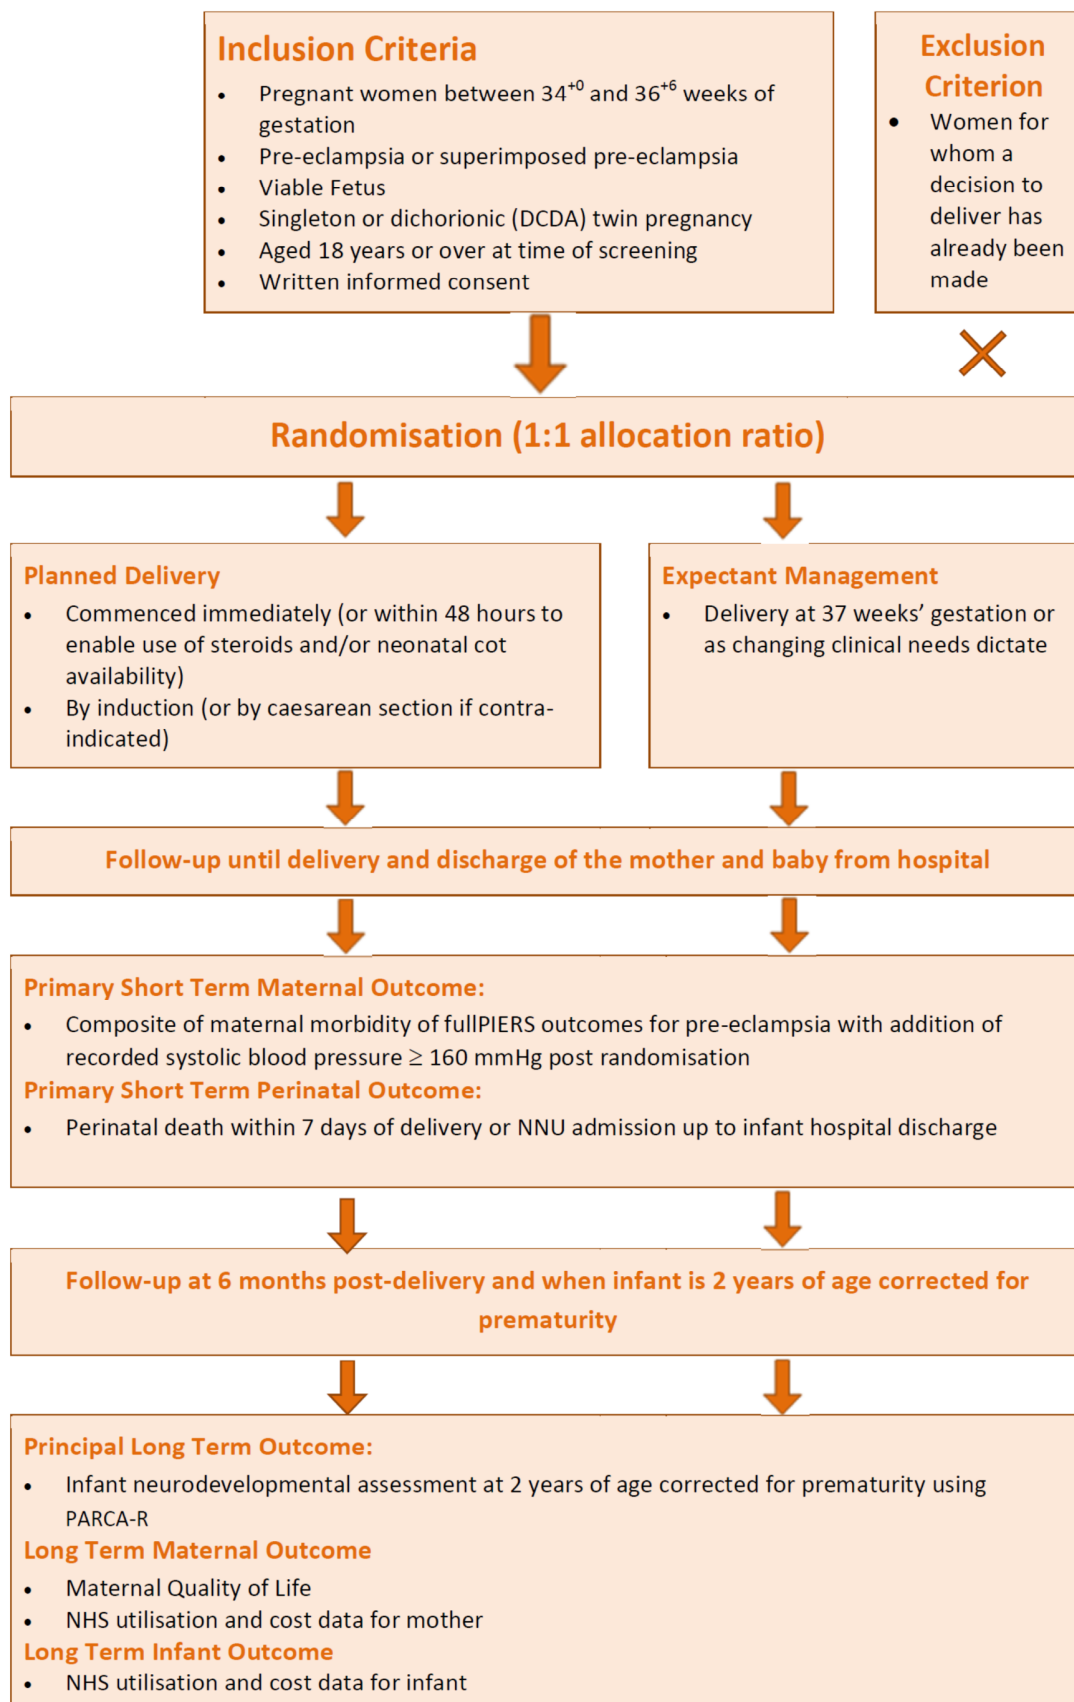 Inclusion Criteria
• Pregnant women between 34⁺⁰ and 36⁺⁶ weeks of
gestation
• Pre-eclampsia or superimposed pre-eclampsia
• Viable Fetus
• Singleton or dichorionic (DCDA) twin pregnancy
• Aged 18 years or over at time of screening
• Written informed consent
Exclusion
Criterion
• Women for
whom a
decision to
deliver has
already been
made
Randomisation (1:1 allocation ratio)
Planned Delivery
• Commenced immediately (or within 48 hours to
enable use of steroids and/or neonatal cot
availability)
• By induction (or by caesarean section if contra-
indicated)
Expectant Management
• Delivery at 37 weeks’ gestation or
as changing clinical needs dictate
Follow-up until delivery and discharge of the mother and baby from hospital
Primary Short Term Maternal Outcome:
• Composite of maternal morbidity of fullPIERS outcomes for pre-eclampsia with addition of
recorded systolic blood pressure ≥ 160 mmHg post randomisation
Primary Short Term Perinatal Outcome:
• Perinatal death within 7 days of delivery or NNU admission up to infant hospital discharge
Follow-up at 6 months post-delivery and when infant is 2 years of age corrected for
prematurity
Principal Long Term Outcome:
• Infant neurodevelopmental assessment at 2 years of age corrected for prematurity using
PARCA-R
Long Term Maternal Outcome
• Maternal Quality of Life
• NHS utilisation and cost data for mother
Long Term Infant Outcome
• NHS utilisation and cost data for infant